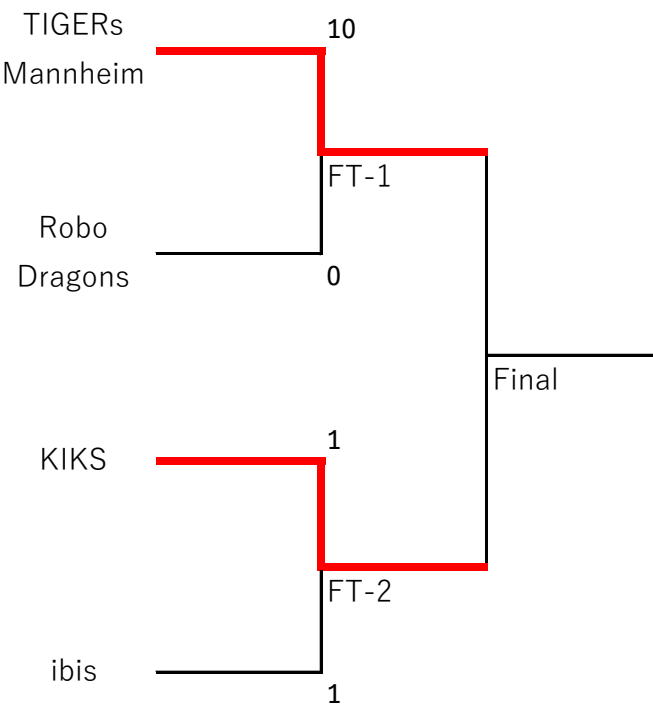 TIGERs
Mannheim
10
FT-1
Robo
Dragons
0
Final
KIKS
1
FT-2
ibis
1